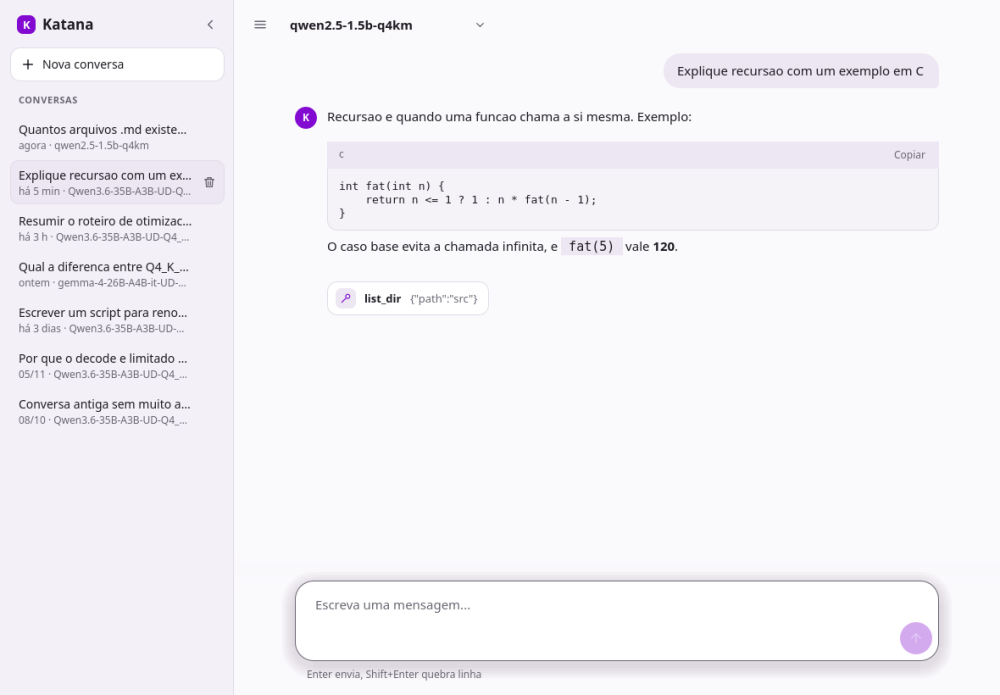 K Katana
Nova conversa
CONVERSAS
Quantos arquivos .md existe...
agora · qwen2.5-1.5b-q4km
Explique recursao com um ex...
há 5 min · Qwen3.6-35B-A3B-UD-Q...
Resumir o roteiro de otimizac...
há 3 h · Qwen3.6-35B-A3B-UD-Q4_...
Qual a diferenca entre Q4_K_...
ontem · gemma-4-26B-A4B-it-UD-...
Escrever um script para reno...
há 3 dias · Qwen3.6-35B-A3B-UD-...
Por que o decode e limitado ...
05/11 · Qwen3.6-35B-A3B-UD-Q4_...
Conversa antiga sem muito a...
08/10 · Qwen3.6-35B-A3B-UD-Q4_...
qwen2.5-1.5b-q4km
Explique recursao com um exemplo em C
K
Recursao e quando uma funcao chama a si mesma. Exemplo:
c Copiar
int fat(int n) {
    return n <= 1 ? 1 : n * fat(n - 1);
}
O caso base evita a chamada infinita, e fat(5) vale 120.
list_dir {"path":"src"}
Escreva uma mensagem...
Enter envia, Shift+Enter quebra linha